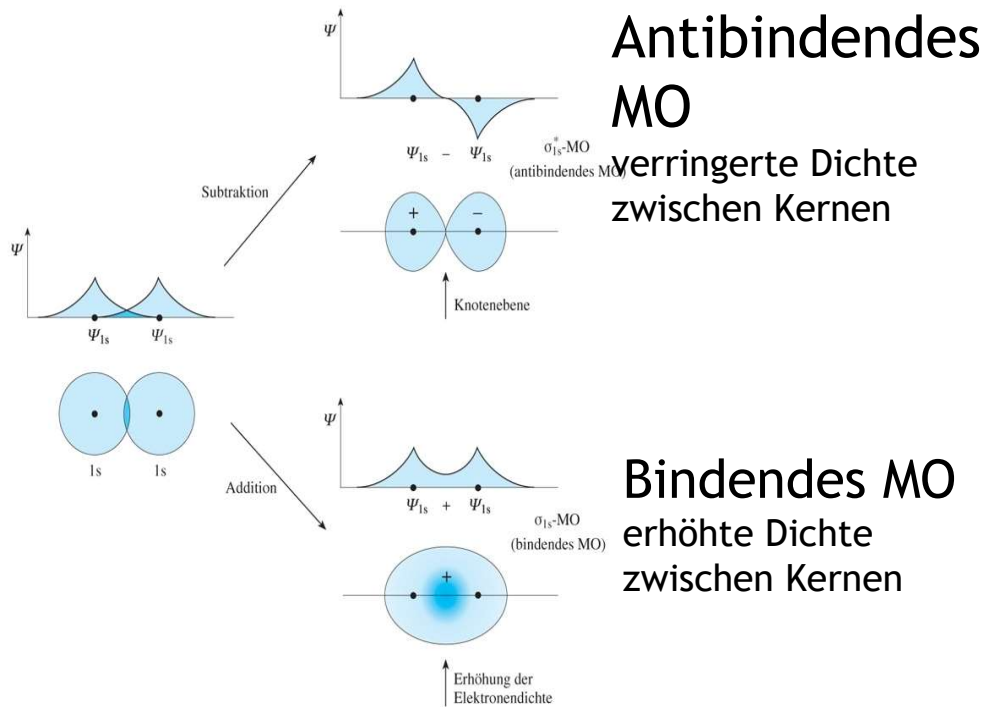 Antibindendes
MO
verringerte Dichte
zwischen Kernen
Ψ
Ψ1s – Ψ1s
σ*1s-MO
(antibindendes MO)
+ –
Knotenebene
Subtraktion
Ψ
Ψ1s Ψ1s
1s 1s
Addition
Ψ
Ψ1s + Ψ1s
σ1s-MO
(bindendes MO)
+
Erhöhung der
Elektronendichte
Bindendes MO
erhöhte Dichte
zwischen Kernen